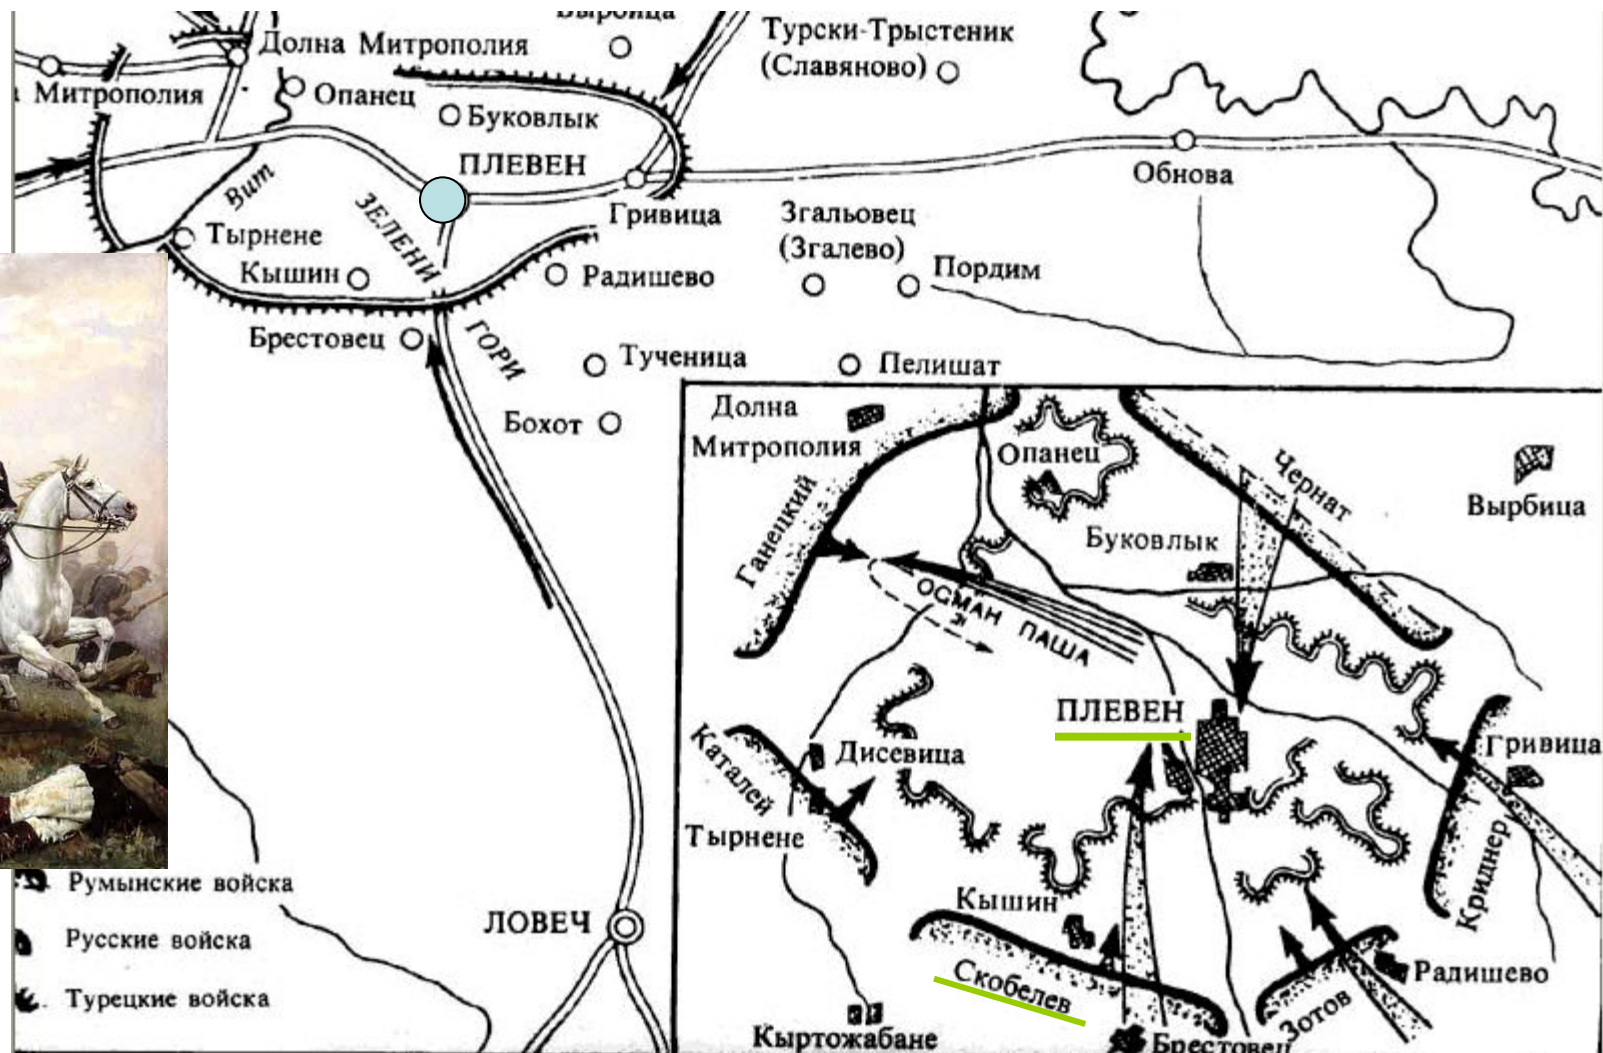 Вырбица
Долна Митрополия
Турски-Трыстеник
(Славяново)
Митрополия
Опанец
Буковлык
ПЛЕВЕН
Обнова
Вит
ЗЕЛЕНИ
Гривица
Згальовец
(Згалево)
Тырнене
Кышин
Радишево
Пордим
Брестовец
ГОРИ
Тученица
Пелишат
Бохот
ЛОВЕЧ
Румынские войска
Русские войска
Турецкие войска
Долна
Митрополия
Опанец
Чернат
Вырбица
Ганецкий
Буковлык
ОСМАН ПАША
ПЛЕВЕН
Гривица
Каталей
Дисевица
Тырнене
Криднер
Кышин
Скобелев
Радишево
Зотов
Кыртожабане
Брестовец